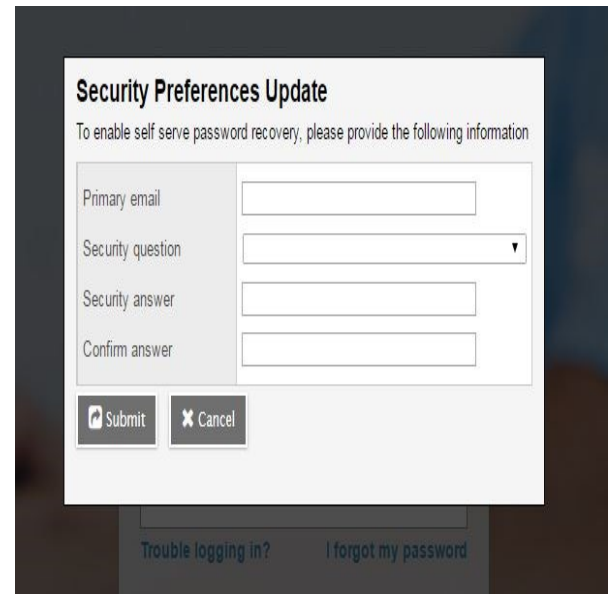 Security Preferences Update
To enable self serve password recovery, please provide the following information
Primary email
Security question
Security answer
Confirm answer
Submit Cancel
Trouble logging in? I forgot my password